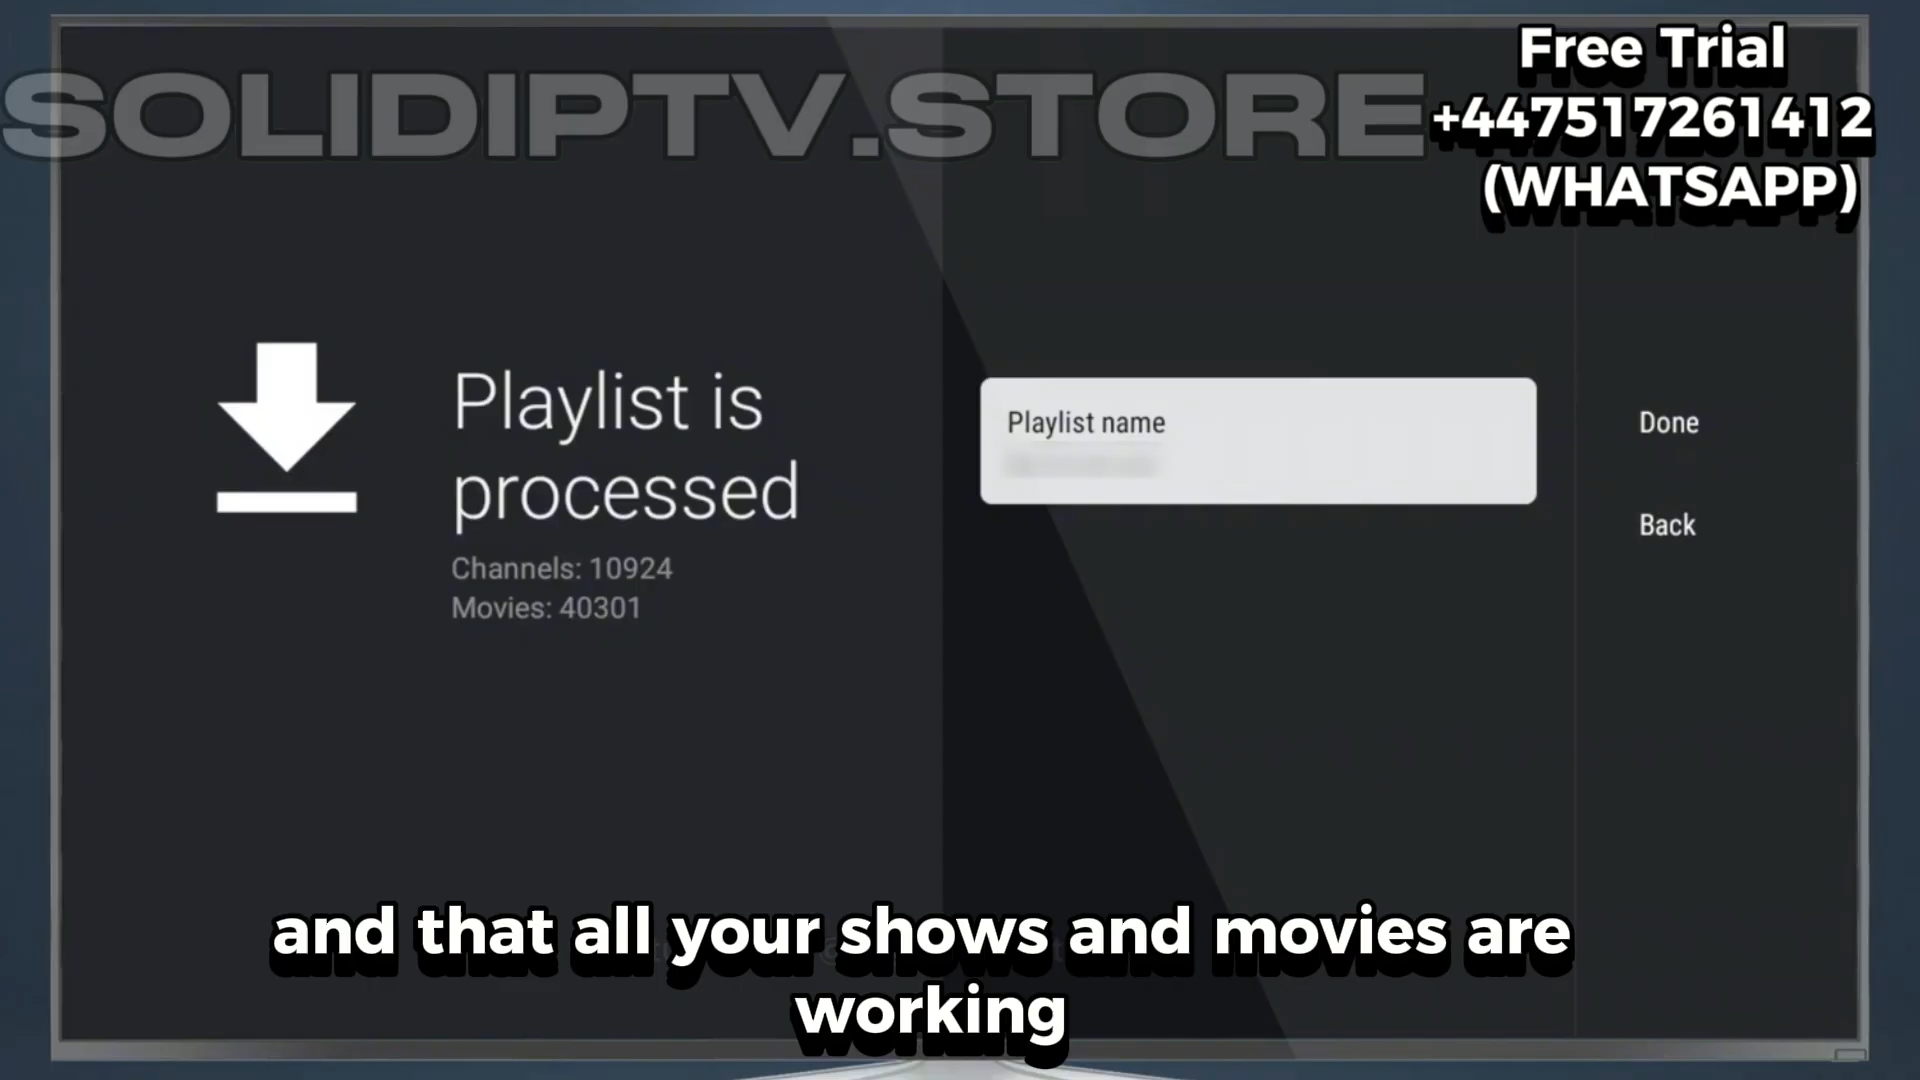 SOLIDIPTV.STORE
Free Trial
+447517261412
(WHATSAPP)
Playlist is
processed
Channels: 10924
Movies: 40301
Playlist name
Done
Back
and that all your shows and movies are
working